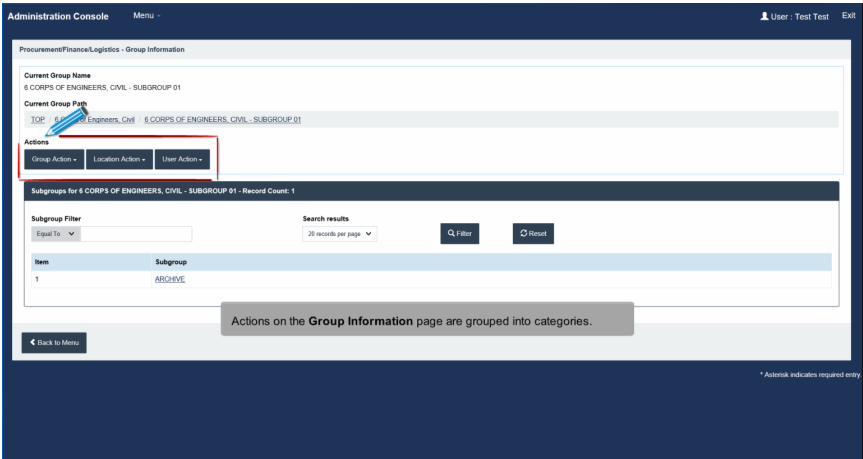 Administration Console Menu User : Test Test Exit
Procurement/Finance/Logistics - Group Information
Current Group Name
6 CORPS OF ENGINEERS, CIVIL - SUBGROUP 01
Current Group Path
TOP / 6 of Engineers, Civil / 6 CORPS OF ENGINEERS, CIVIL - SUBGROUP 01
Actions
Group Action Location Action User Action
Subgroups for 6 CORPS OF ENGINEERS, CIVIL - SUBGROUP 01 - Record Count: 1
Subgroup Filter Search results
Equal To 20 records per page Filter Reset
Item Subgroup
1 ARCHIVE
Actions on the Group Information page are grouped into categories.
Back to Menu
* Asterisk indicates required entry.